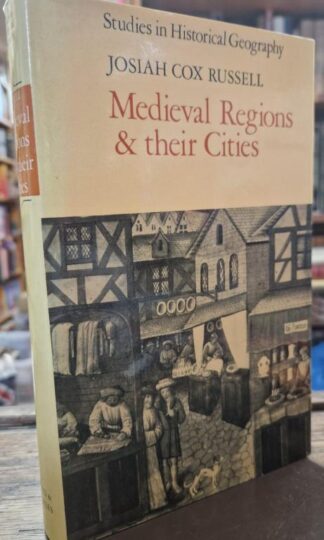 Studies in Historical Geography
JOSIAH COX RUSSELL
Medieval Regions
& their Cities